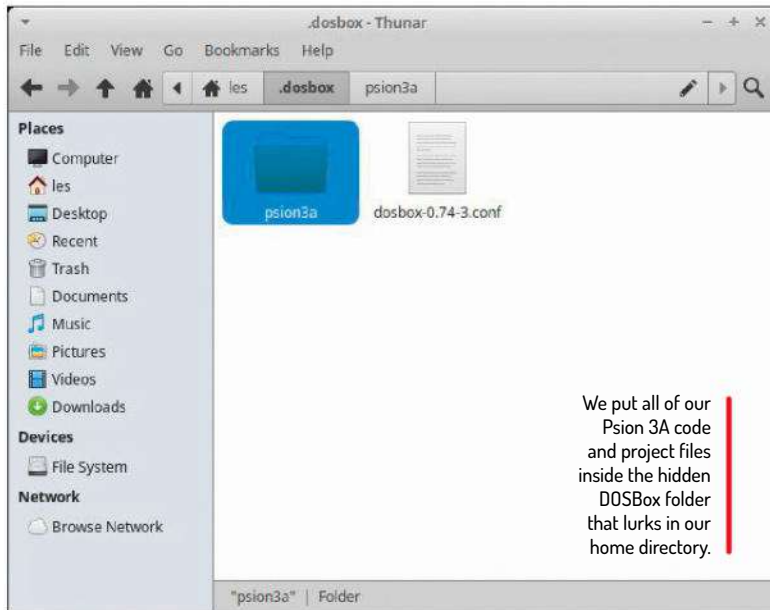 .dosbox - Thunar
File Edit View Go Bookmarks Help
les .dosbox psion3a
Places
Computer
les
Desktop
Recent
Trash
Documents
Music
Pictures
Videos
Downloads
Devices
File System
Network
Browse Network
psion3a dosbox-0.74-3.conf
We put all of our
Psion 3A code
and project files
inside the hidden
DOSBox folder
that lurks in our
home directory.
"psion3a" | Folder